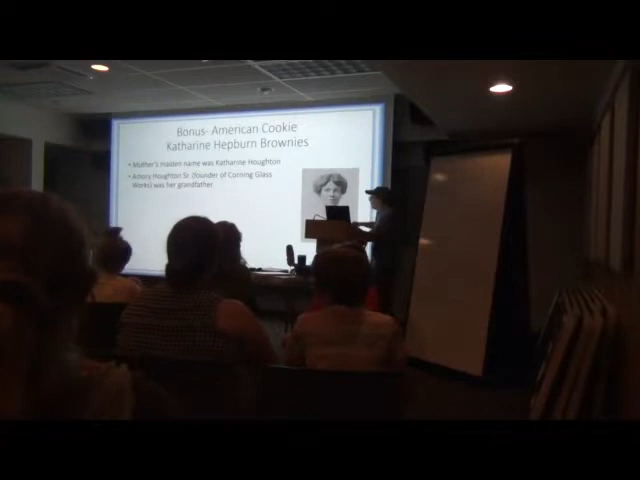 Bonus- American Cookie
Katharine Hepburn Brownies
• Mother's maiden name was Katharine Houghton
• Amory Houghton Sr. (founder of Corning Glass
Works) was her grandfather